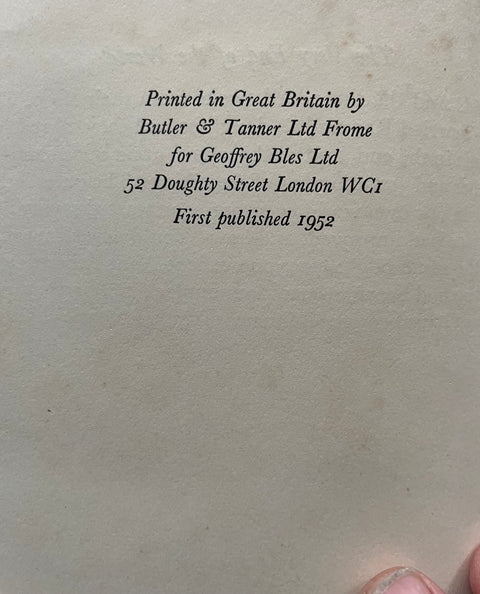 Printed in Great Britain by
Butler & Tanner Ltd Frome
for Geoffrey Bles Ltd
52 Doughty Street London WC1
First published 1952